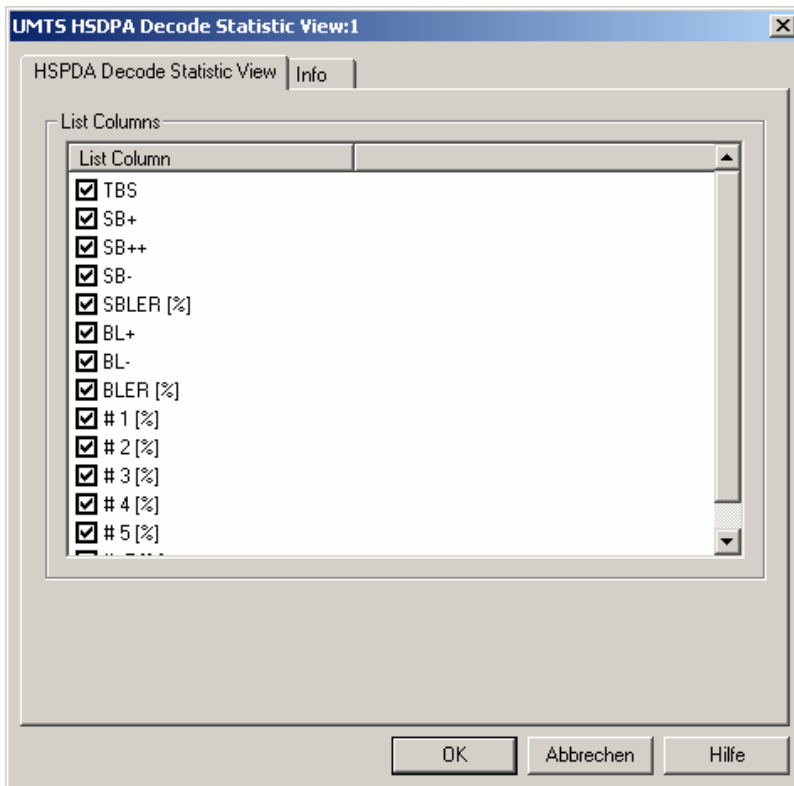 UMTS HSDPA Decode Statistic View:1
HSPDA Decode Statistic View Info
List Columns
List Column
TBS
SB+
SB++
SB-
SBLER [%]
BL+
BL-
BLER [%]
# 1 [%]
# 2 [%]
# 3 [%]
# 4 [%]
# 5 [%]
OK Abbrechen Hilfe